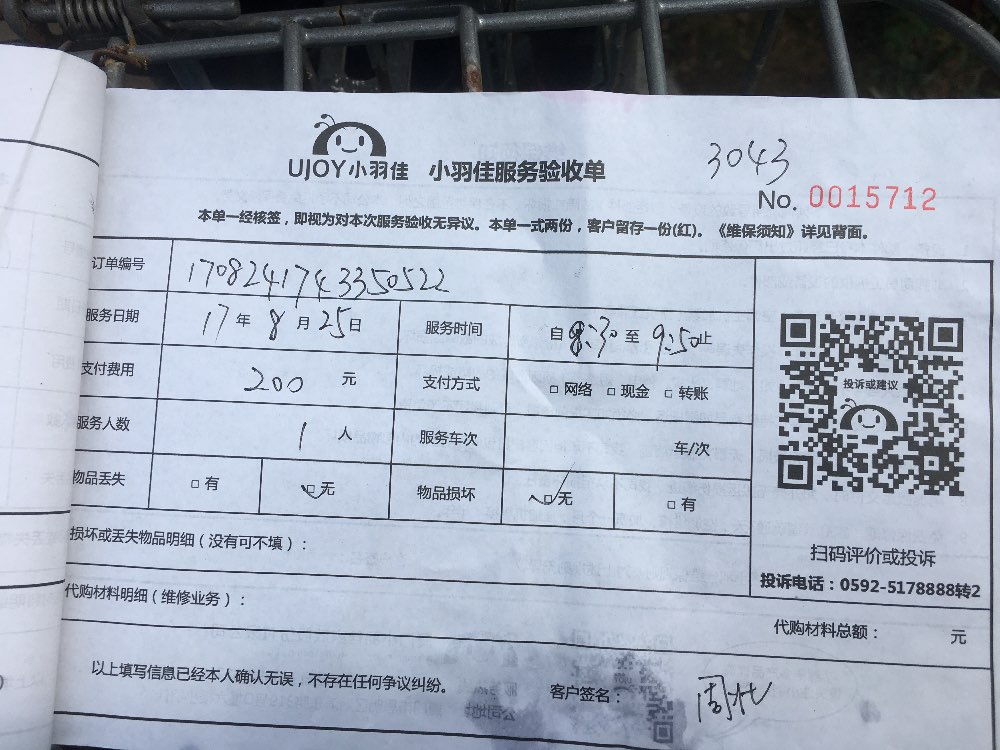 3043
UJOY小羽佳 小羽佳服务验收单
No. 0015712
本单一经核签，即视为对本次服务验收无异议。本单一式两份，客户留存一份(红)。《维保须知》详见背面。
订单编号 1708241743350522
服务日期 17年8月25日 服务时间 自8:30至9:50止
支付费用 200 元 支付方式 □网络 □现金 □转账
服务人数 1 人 服务车次 车/次
物品丢失 □有 □无 物品损坏 □无 □有
投诉或建议
扫码评价或投诉
投诉电话：0592-5178888转2
损坏或丢失物品明细（没有可不填）：
代购材料明细（维修业务）：
代购材料总额： 元
以上填写信息已经本人确认无误，不存在任何争议纠纷。 客户签名： 周